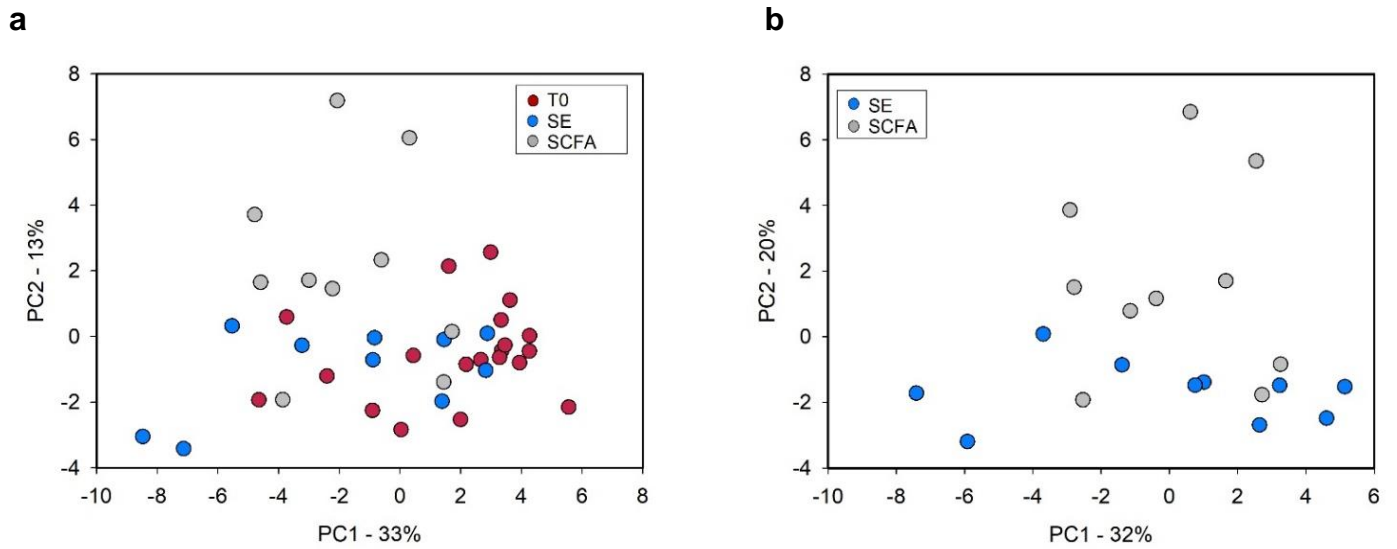 a
b
8
6
4
2
0
-2
-4
PC2 - 13%
T0
SE
SCFA
-10 -8 -6 -4 -2 0 2 4 6 8
PC1 - 33%
8
6
4
2
0
-2
-4
PC2 - 20%
SE
SCFA
-10 -8 -6 -4 -2 0 2 4 6
PC1 - 32%